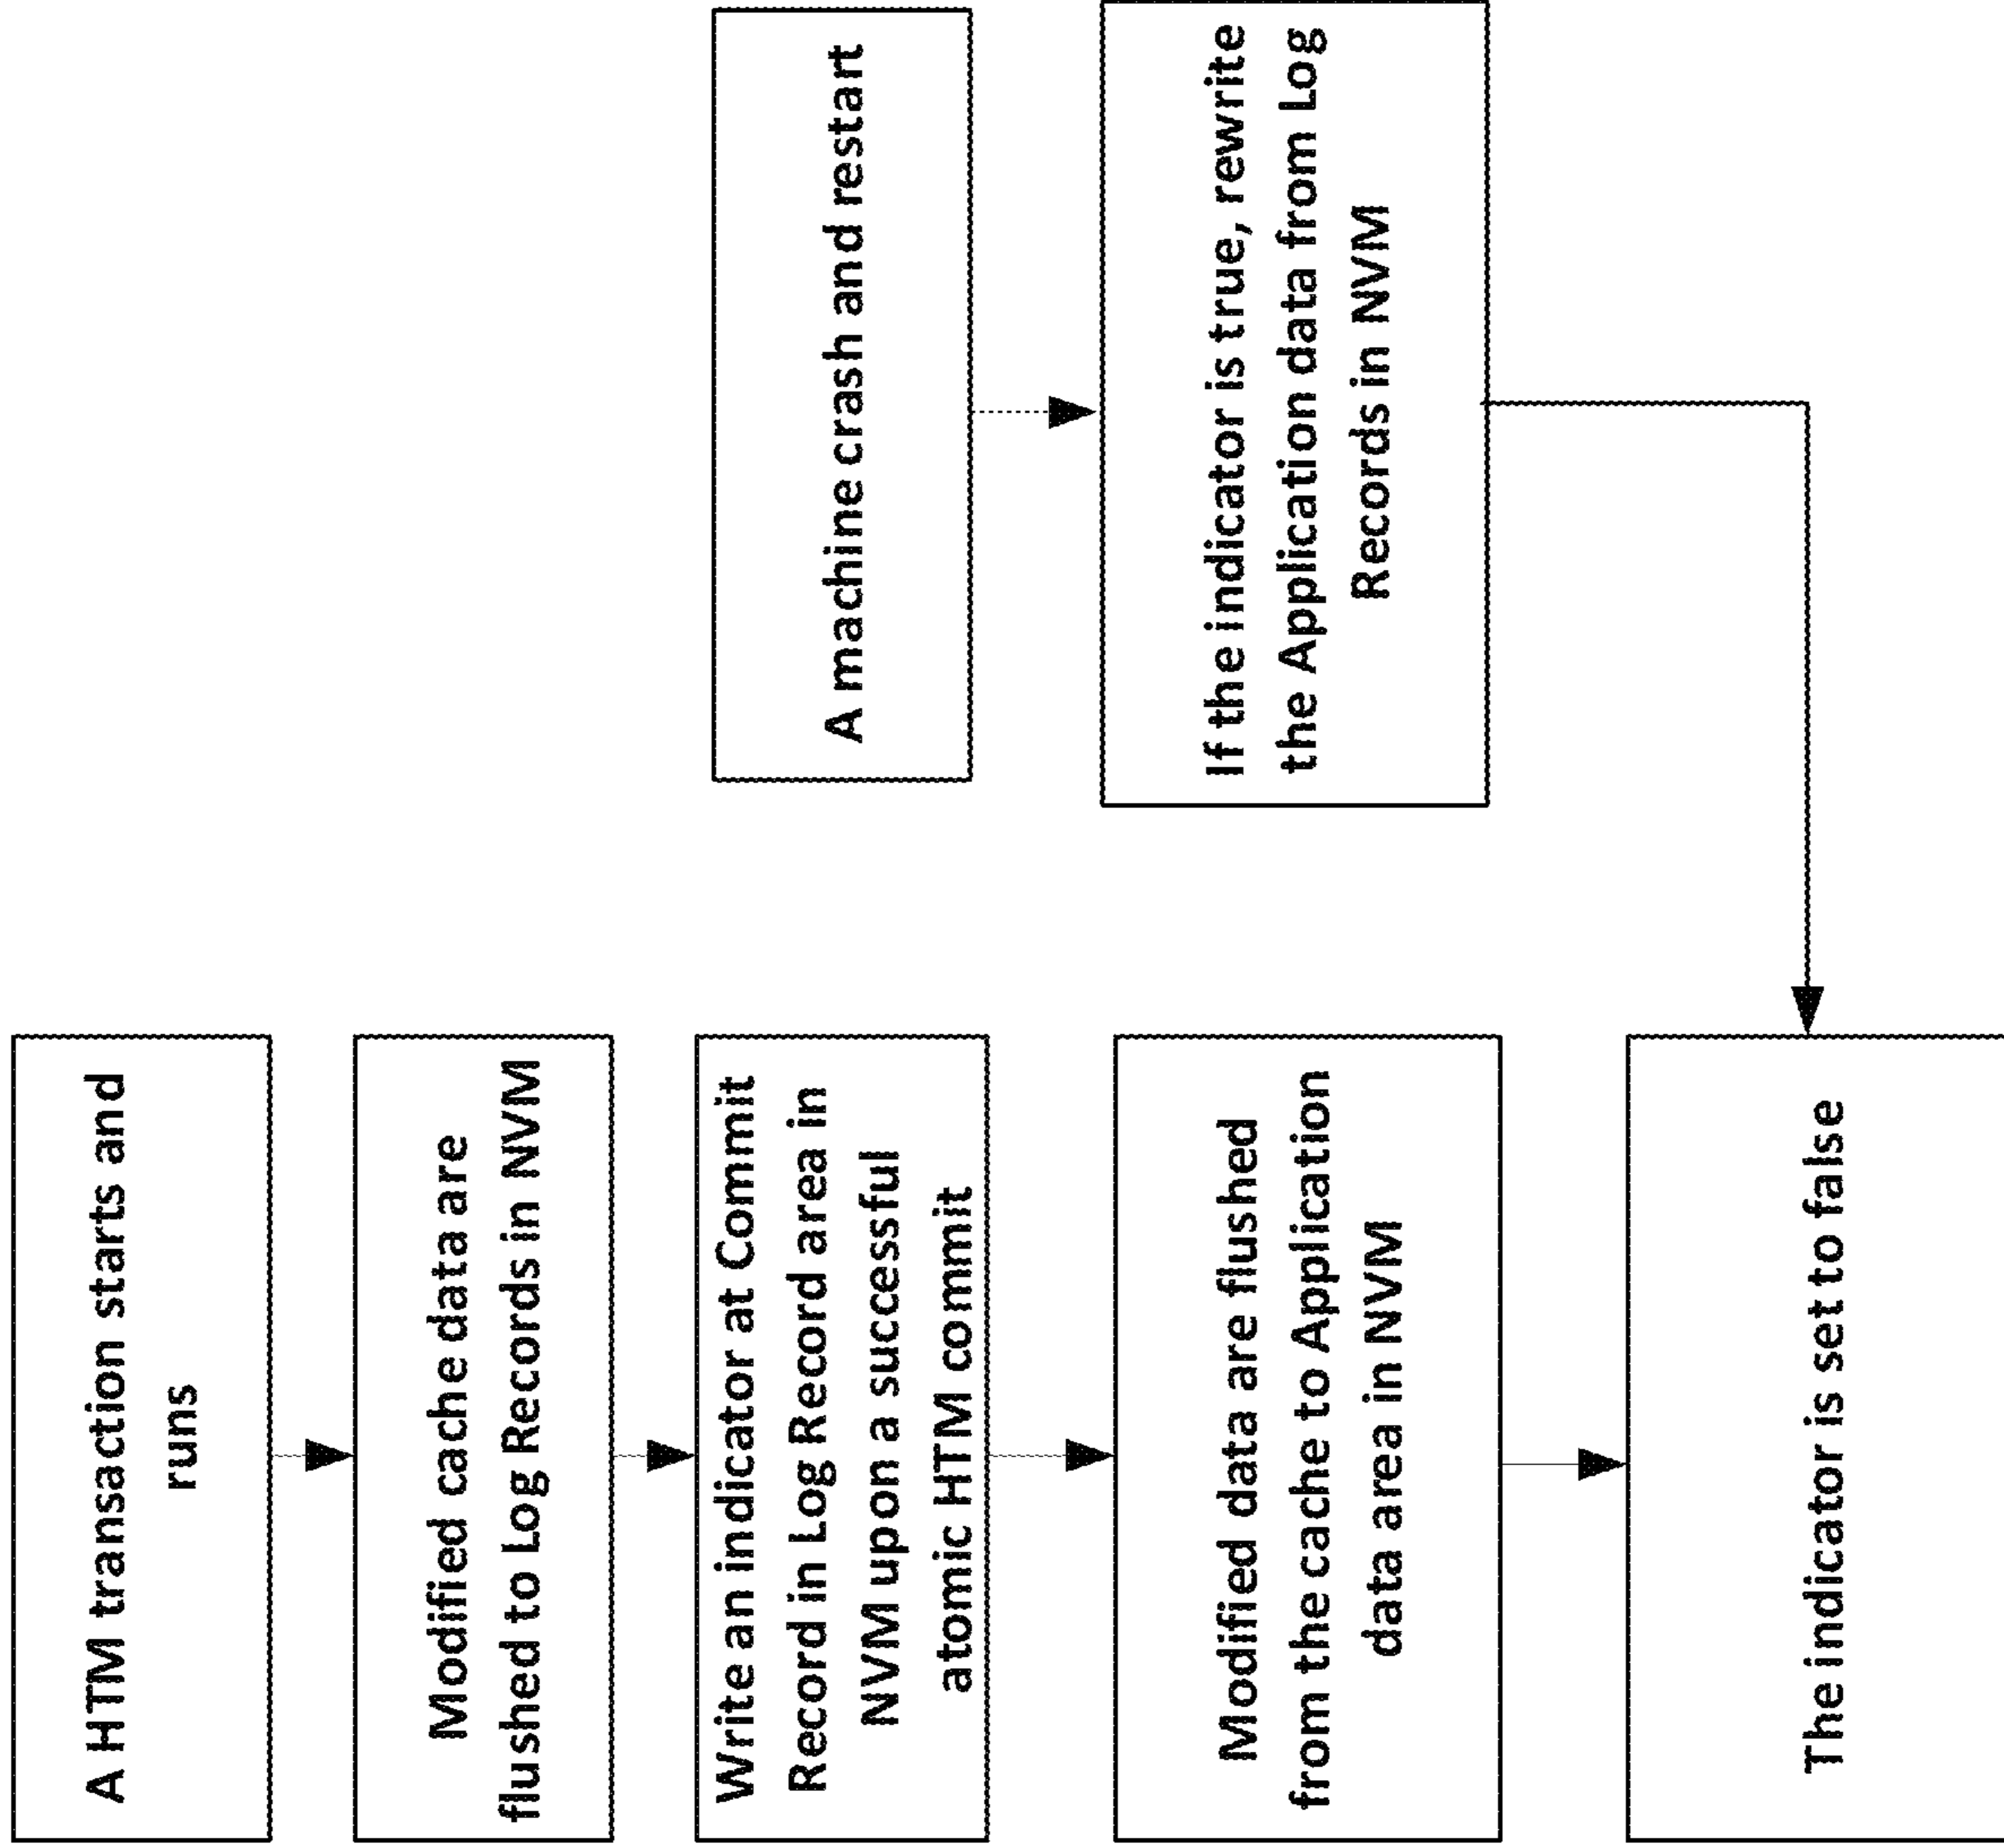 A HTM transaction starts and
runs
Modified cache data are
flushed to Log Records in NVM
Write an indicator at Commit
Record in Log Record area in
NVM upon a successful
atomic HTM commit
Modified data are flushed
from the cache to Application
data area in NVM
The indicator is set to false
A machine crash and restart
If the indicator is true, rewrite
the Application data from Log
Records in NVM